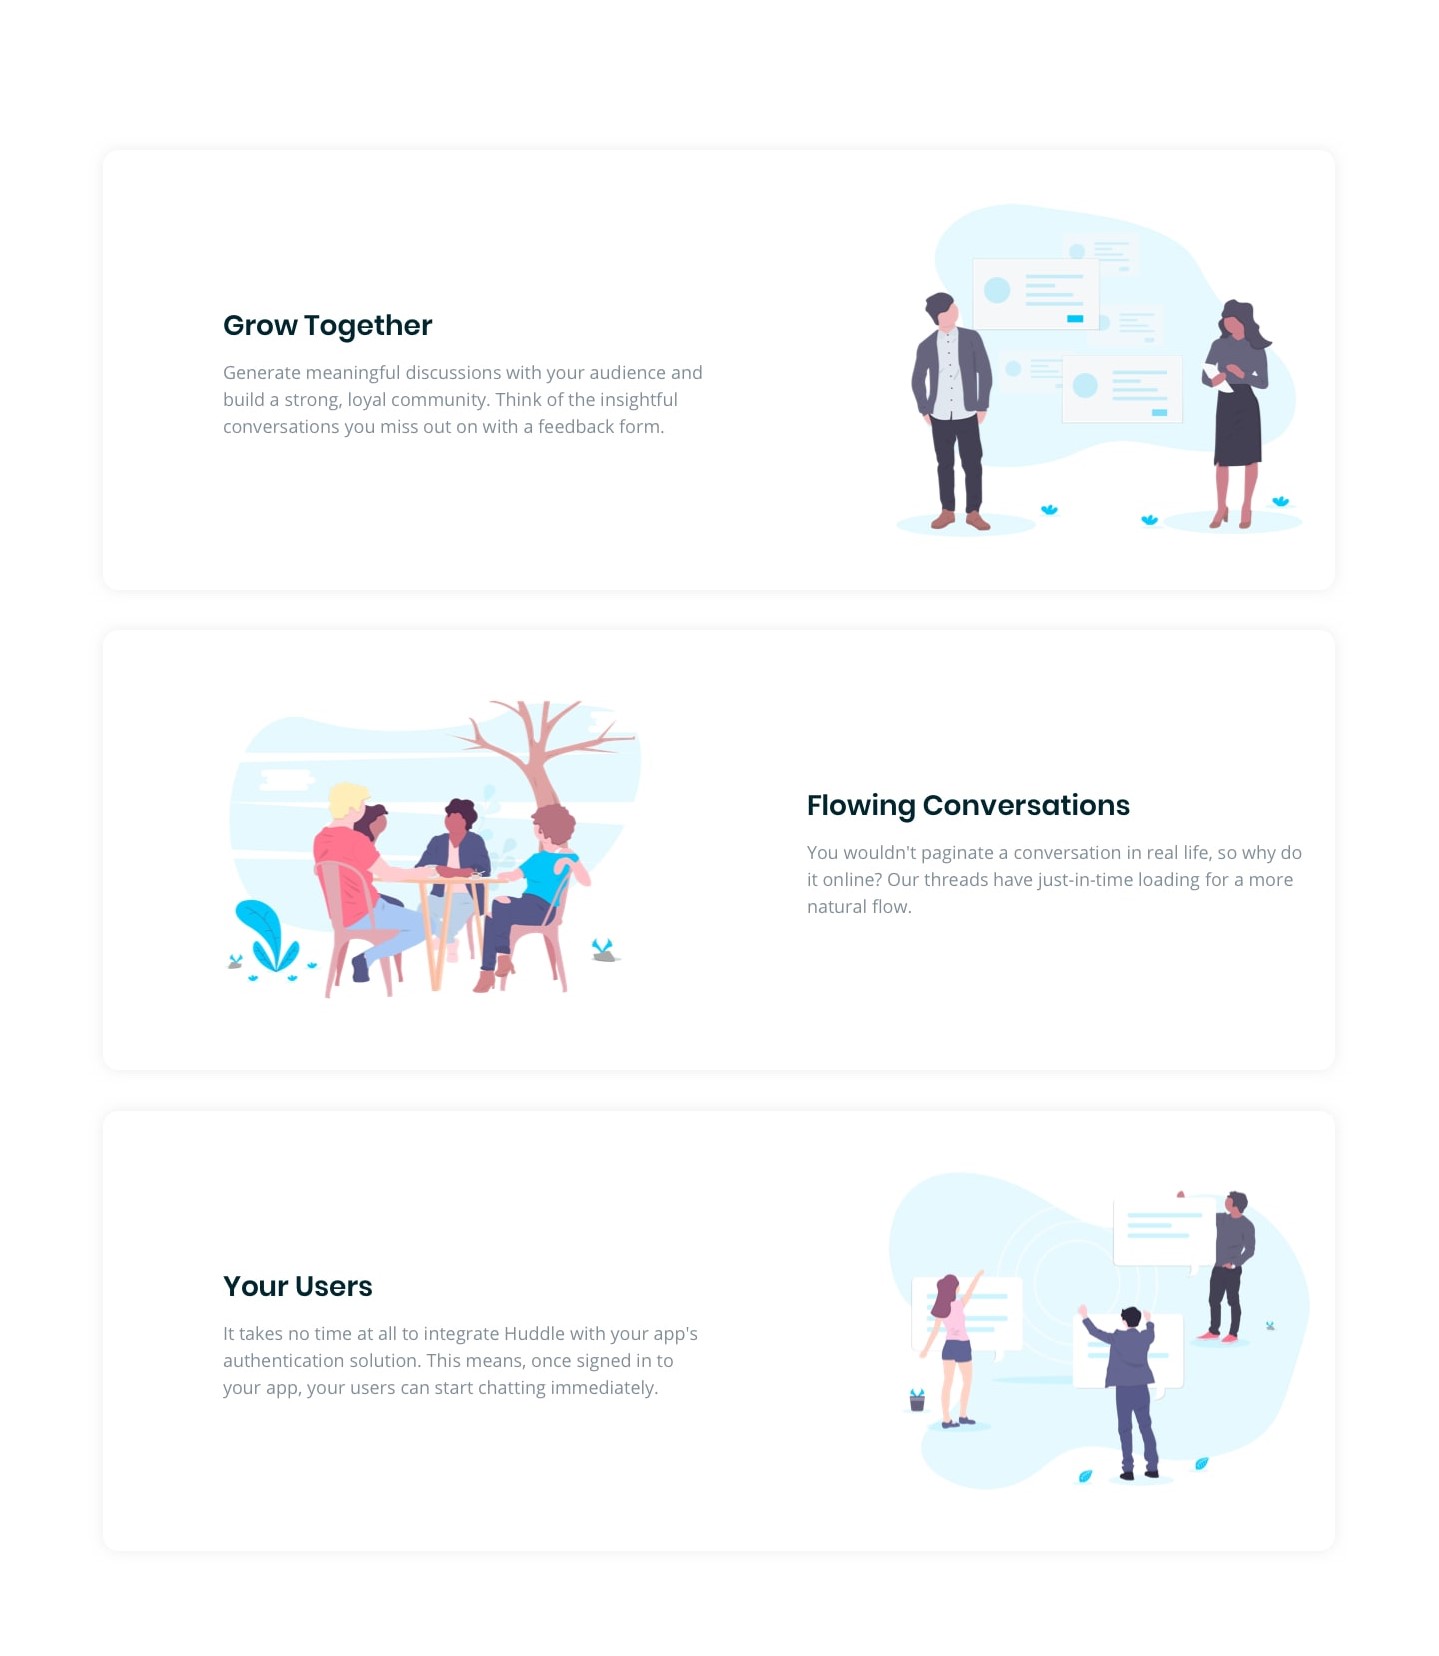 Grow Together
Generate meaningful discussions with your audience and
build a strong, loyal community. Think of the insightful
conversations you miss out on with a feedback form.
Flowing Conversations
You wouldn't paginate a conversation in real life, so why do
it online? Our threads have just-in-time loading for a more
natural flow.
Your Users
It takes no time at all to integrate Huddle with your app's
authentication solution. This means, once signed in to
your app, your users can start chatting immediately.